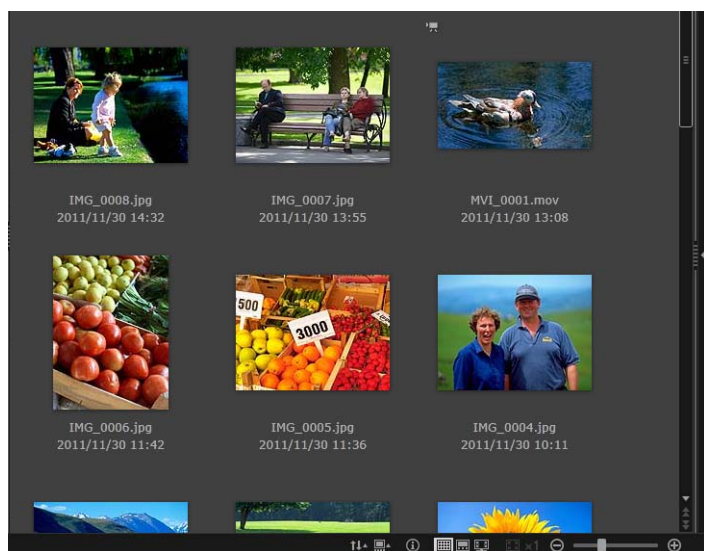 IMG_0008.jpg
2011/11/30 14:32
IMG_0007.jpg
2011/11/30 13:55
MVI_0001.mov
2011/11/30 13:08
500
3000
IMG_0006.jpg
2011/11/30 11:42
IMG_0005.jpg
2011/11/30 11:36
IMG_0004.jpg
2011/11/30 10:11
×1